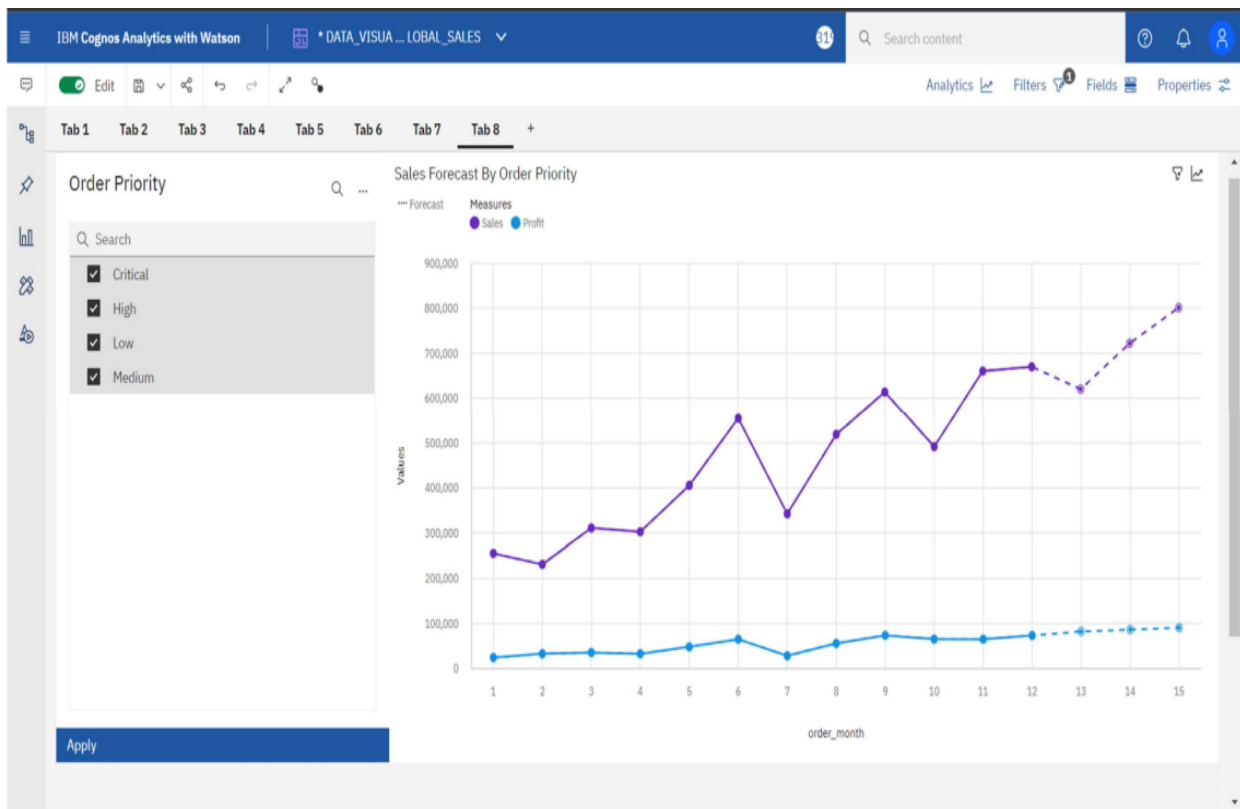 IBM Cognos Analytics with Watson
* DATA_VISUA ... LOBAL_SALES
Search content
Edit
Analytics
Filters
1
Fields
Properties
Tab 1
Tab 2
Tab 3
Tab 4
Tab 5
Tab 6
Tab 7
Tab 8
+
Order Priority
...
Search
Critical
High
Low
Medium
Apply
Sales Forecast By Order Priority
Forecast
Measures
Sales
Profit
900,000
800,000
700,000
600,000
500,000
400,000
300,000
200,000
100,000
0
Values
1 2 3 4 5 6 7 8 9 10 11 12 13 14 15
order_month